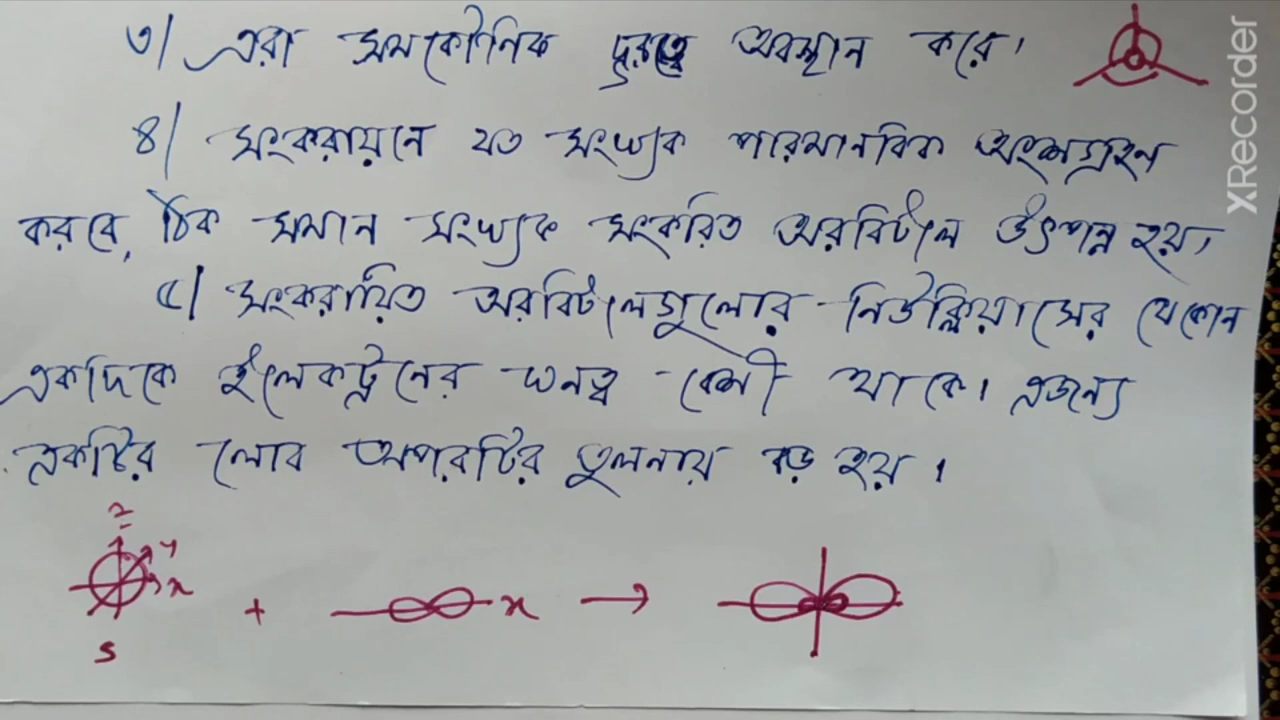 ৩| এরা সমকৌনিক দূরত্বে অবস্থান করে।
৪| সংকরায়নে যত সংখ্যক পারমানবিক অংশগ্রহন
করবে, ঠিক সমান সংখ্যক সংকরিত অরবিটাল উৎপন্ন হয়,
৫| সংকরায়িত অরবিটালগুলোর নিউক্লিয়াসের যেকোন
একদিকে ইলেকট্রনের ঘনত্ব বেশী থাকে। এজন্যে
একটির লোব অপরটির তুলনায় বড় হয়।
z
y
x
s
+
x →
XRecorder